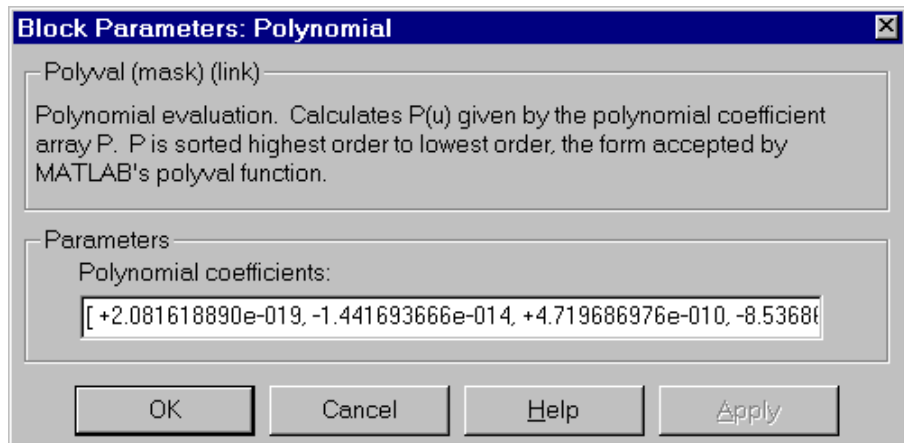 Block Parameters: Polynomial
Polyval (mask) (link)
Polynomial evaluation. Calculates P(u) given by the polynomial coefficient
array P. P is sorted highest order to lowest order, the form accepted by
MATLAB's polyval function.
Parameters
Polynomial coefficients:
[ +2.081618890e-019, -1.441693666e-014, +4.719686976e-010, -8.5368
OK Cancel Help Apply